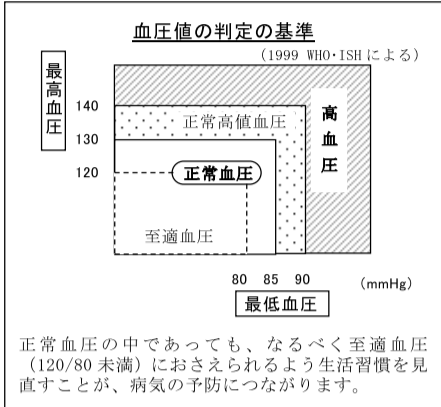 血圧値の判定の基準
(1999 WHO・ISH による)
最高血圧
140
130
120
正常高値血圧
高血圧
正常血圧
至適血圧
80 85 90 (mmHg)
最低血圧
正常血圧の中であっても、なるべく至適血圧
(120/80 未満) におさえられるよう生活習慣を見
直すことが、病気の予防につながります。